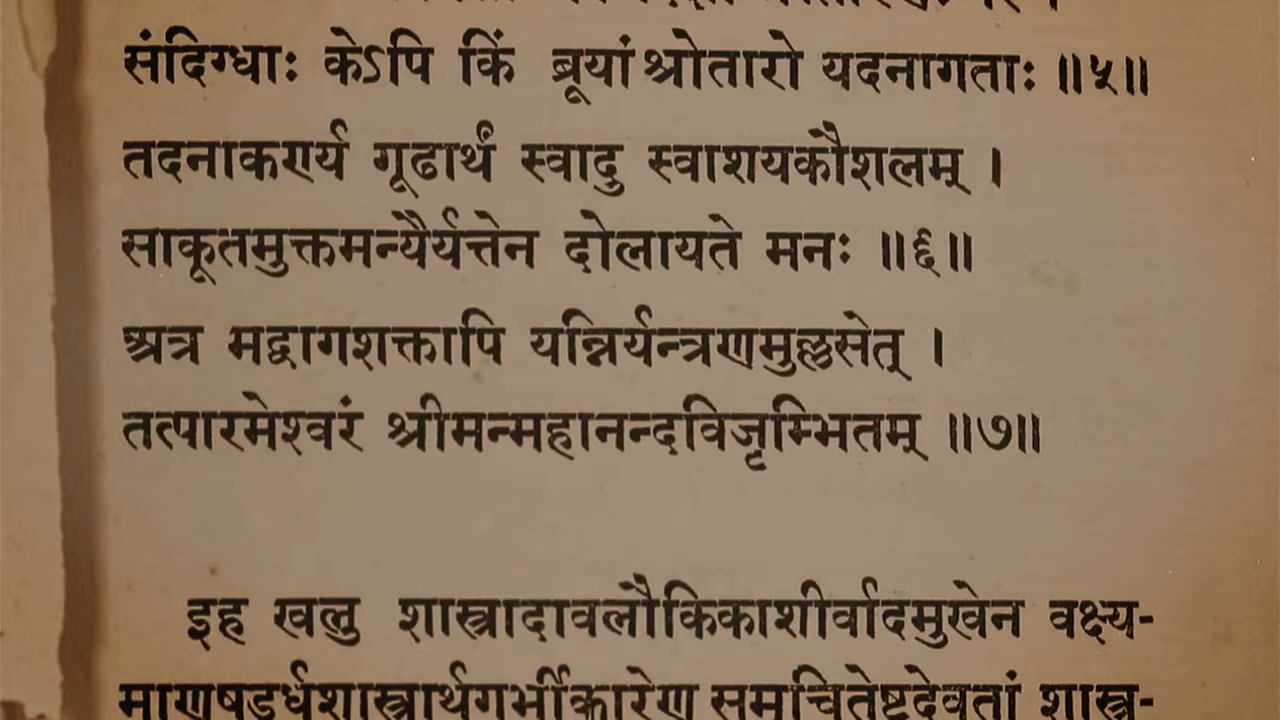 संदिग्धाः केऽपि किं ब्रूयां श्रोतारो यदनागताः ॥५॥
तदनाकर्ण्य गूढार्थं स्वादु स्वाशयकौशलम् ।
साकूतमुक्तमन्यैर्यत्तेन दोलायते मनः ॥६॥
अत्र मद्वागशक्तापि यन्निर्यन्त्रणमुल्लसेत् ।
तत्पारमेश्वरं श्रीमन्महानन्दविजृम्भितम् ॥७॥
इह खलु शास्त्रादावलौकिकाशीर्वादमुखेन वक्ष्य-
माणषडर्धशास्त्रार्थगर्भीकारेण समुचितेष्टदेवतां शास्त्र-